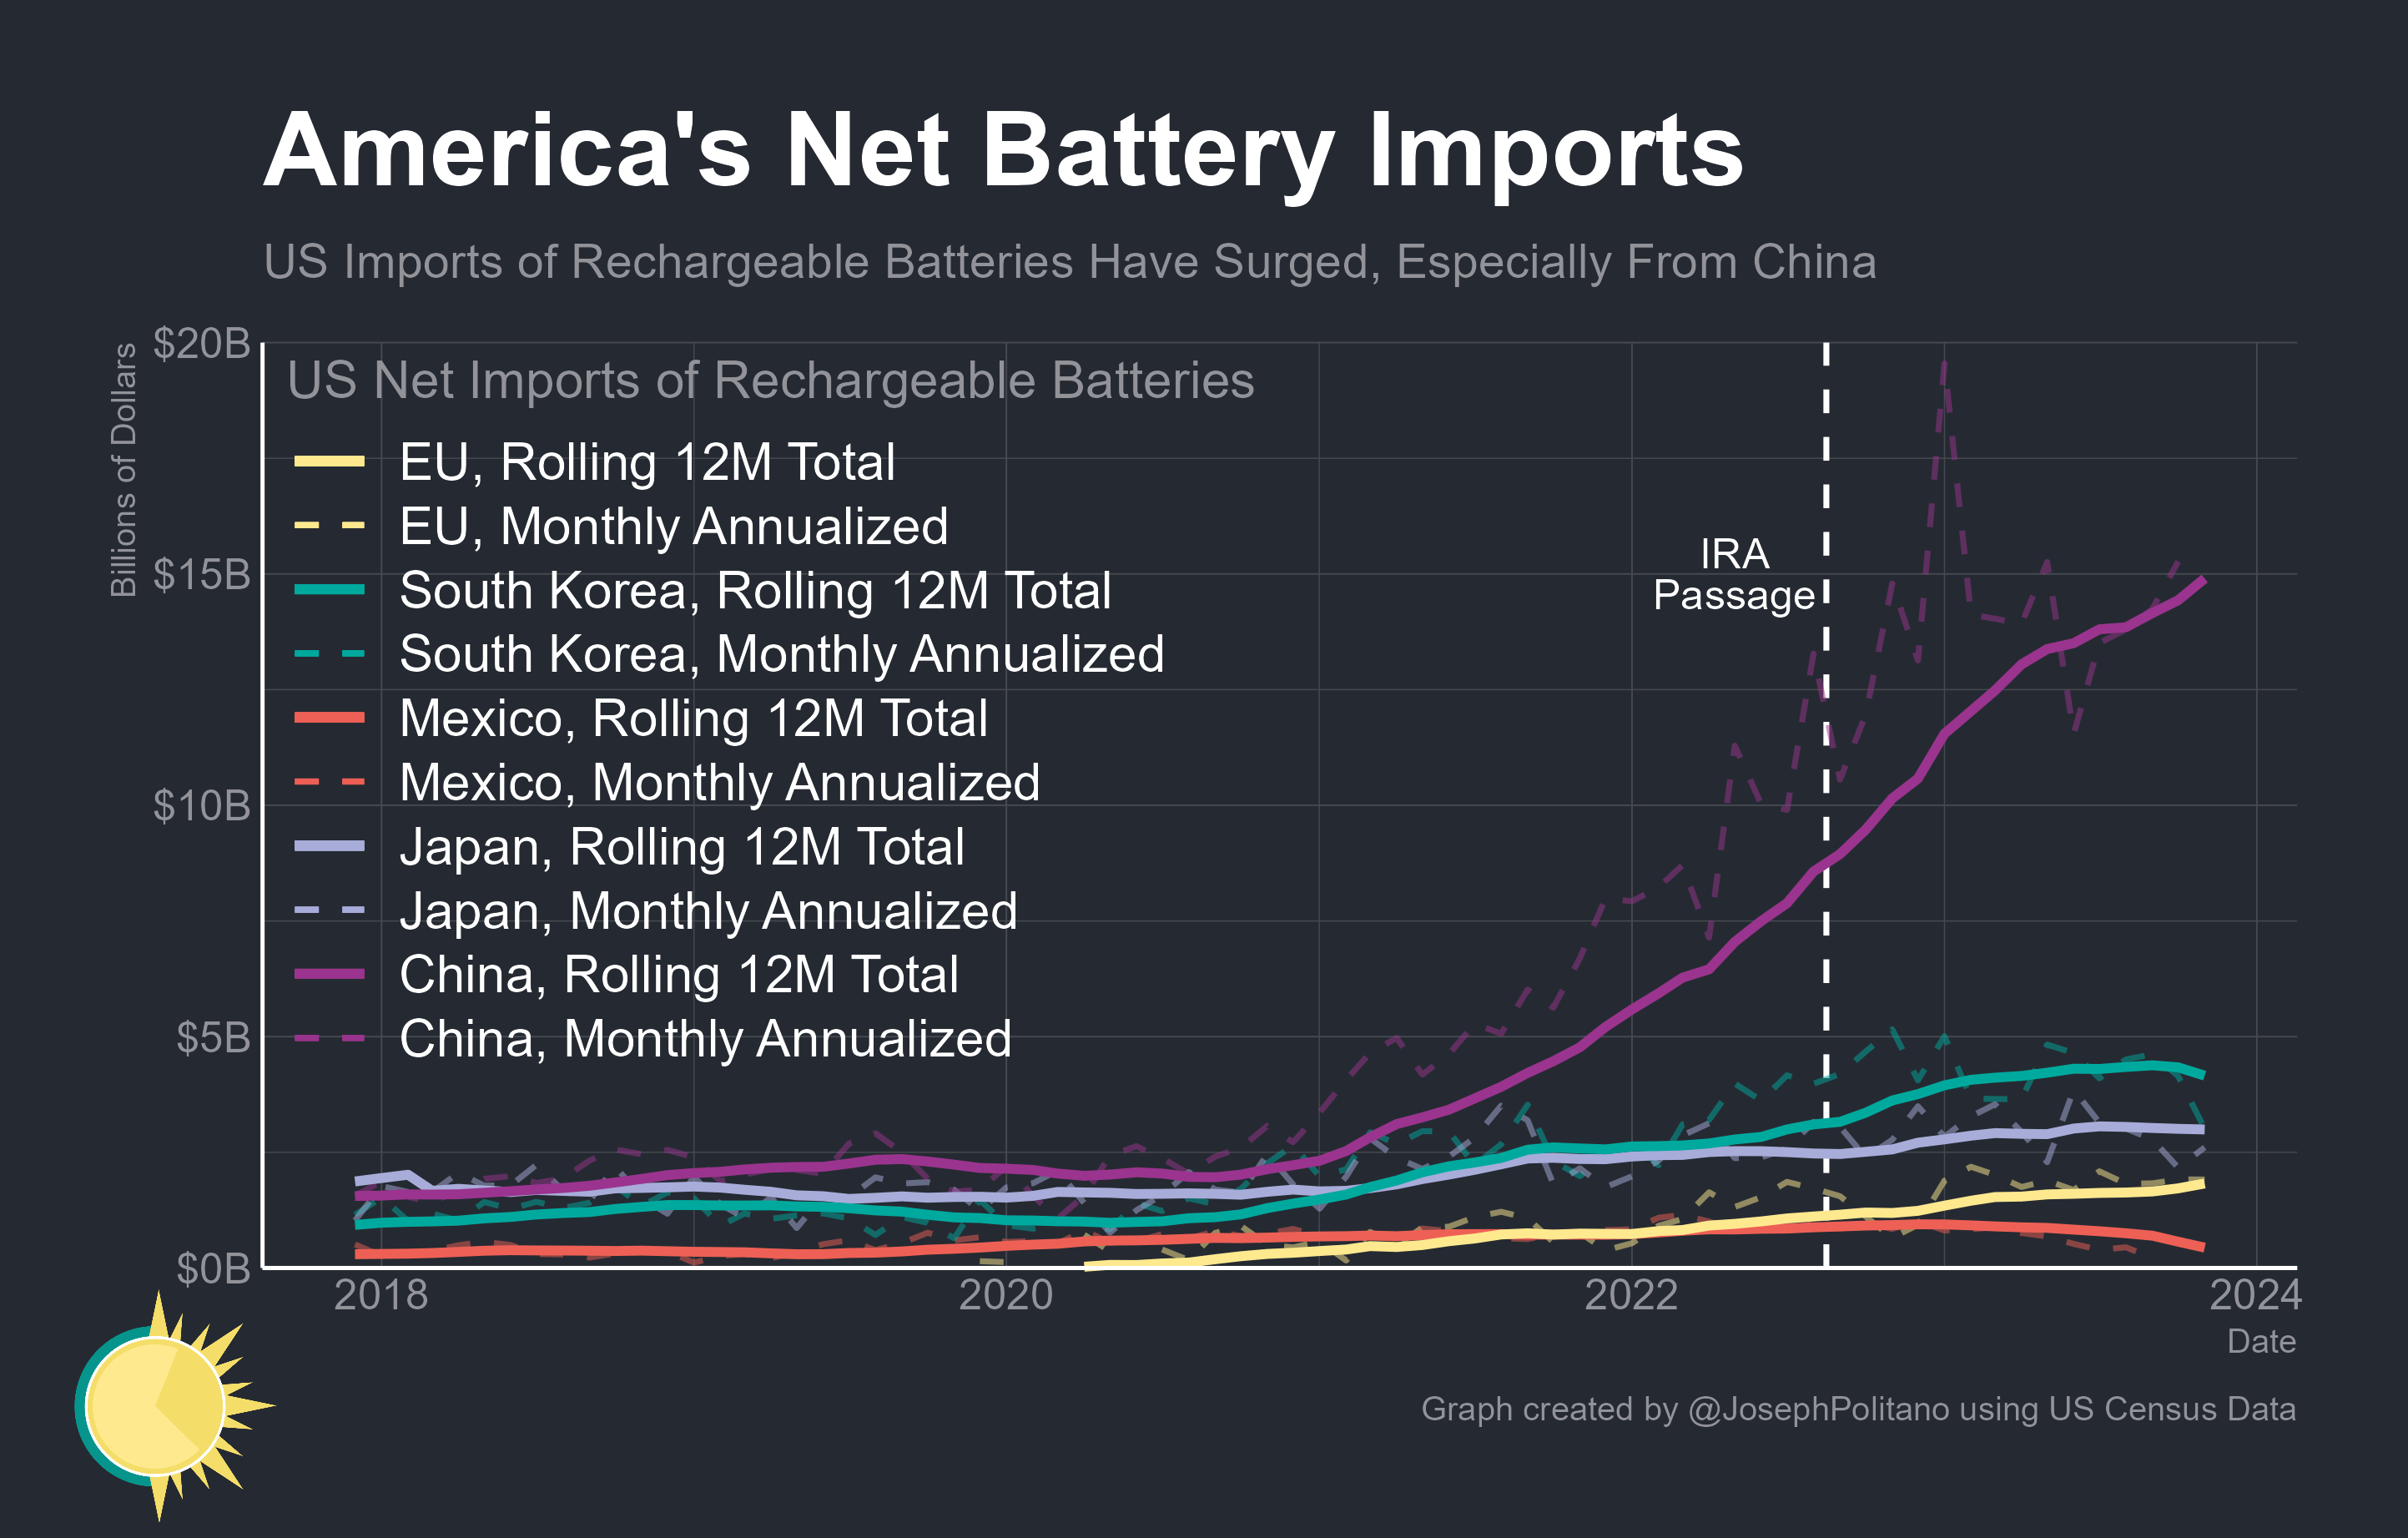 America's Net Battery Imports
US Imports of Rechargeable Batteries Have Surged, Especially From China
Billions of Dollars
$20B
$15B
$10B
$5B
$0B
US Net Imports of Rechargeable Batteries
EU, Rolling 12M Total
EU, Monthly Annualized
South Korea, Rolling 12M Total
South Korea, Monthly Annualized
Mexico, Rolling 12M Total
Mexico, Monthly Annualized
Japan, Rolling 12M Total
Japan, Monthly Annualized
China, Rolling 12M Total
China, Monthly Annualized
IRA
Passage
2018
2020
2022
2024
Date
Graph created by @JosephPolitano using US Census Data